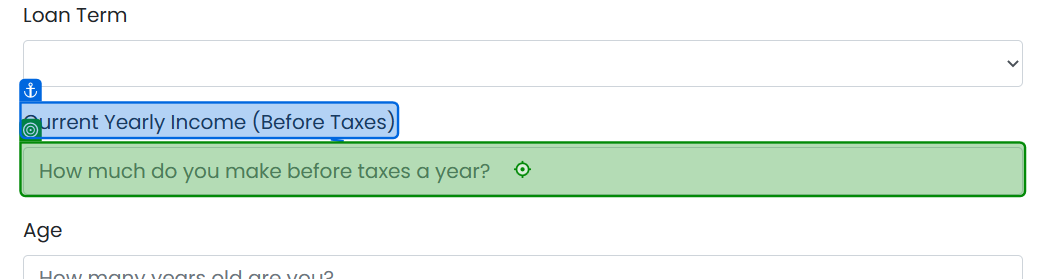 Loan Term
Current Yearly Income (Before Taxes)
How much do you make before taxes a year?
Age
How many years old are you?